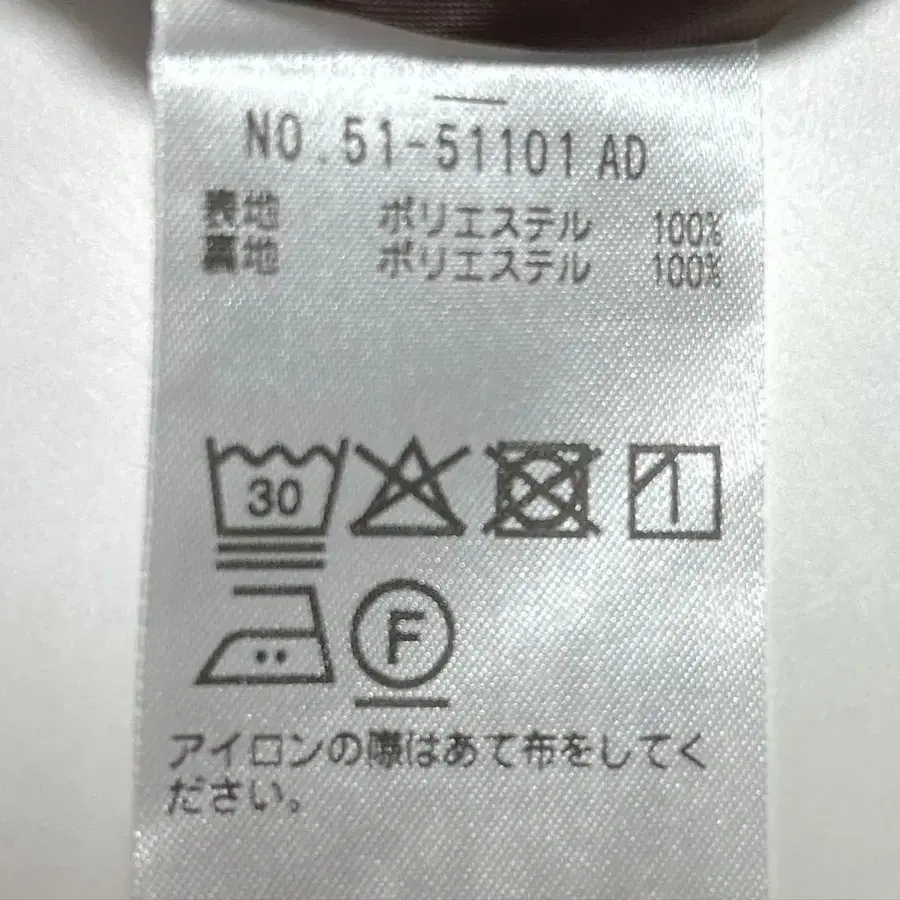 NO.51-51101 AD
表地 ポリエステル 100%
裏地 ポリエステル 100%
30
F
アイロンの際はあて布をしてく
ださい。